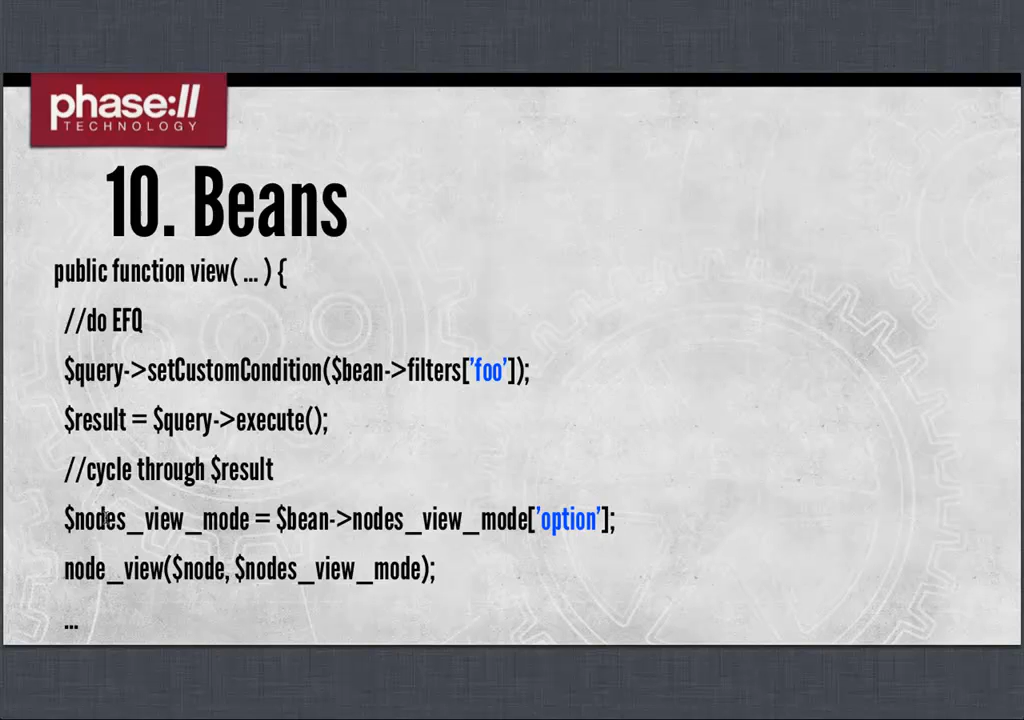 phase://
TECHNOLOGY
10. Beans
public function view( ... ) {
//do EFQ
$query->setCustomCondition($bean->filters['foo']);
$result = $query->execute();
//cycle through $result
$nodes_view_mode = $bean->nodes_view_mode['option'];
node_view($node, $nodes_view_mode);
...